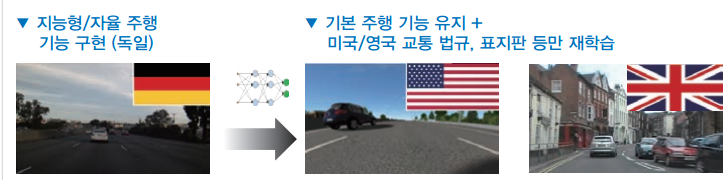 ▼ 지능형/자율 주행
기능 구현 (독일)
▼ 기본 주행 기능 유지 +
미국/영국 교통 법규, 표지판 등만 재학습